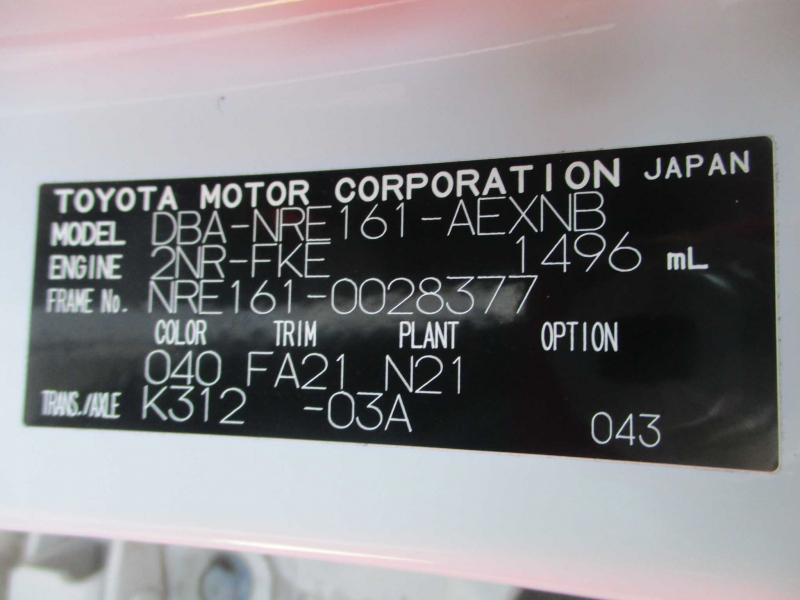 TOYOTA MOTOR CORPORATION JAPAN
MODEL DBA-NRE161-AEXNB
ENGINE 2NR-FKE 1496 mL
FRAME No. NRE161-0028377
COLOR TRIM PLANT OPTION
040 FA21 N21
TRANS./AXLE K312 -03A 043